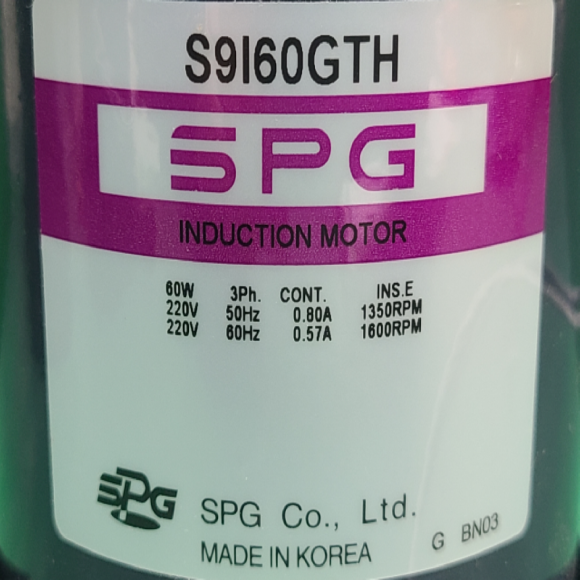 S9I60GTH
SPG
INDUCTION MOTOR
60W 3Ph. CONT. INS.E
220V 50Hz 0.80A 1350RPM
220V 60Hz 0.57A 1600RPM
SPG SPG Co., Ltd.
MADE IN KOREA G BN03